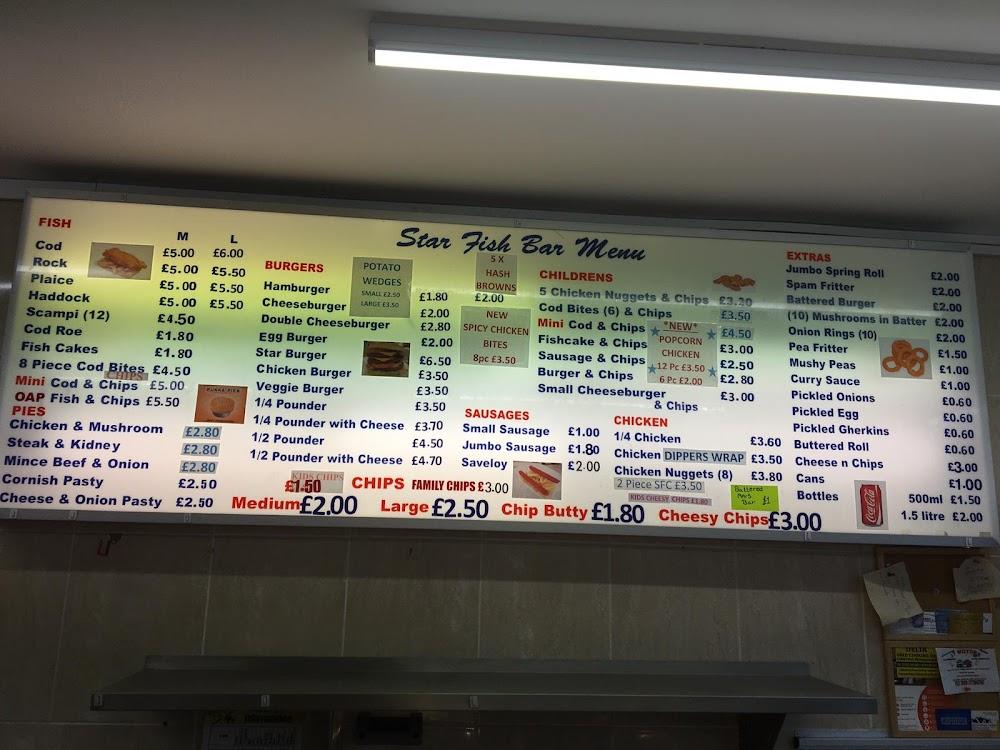 Star Fish Bar Menu
FISH
M L
Cod £5.00 £6.00
Rock £5.00 £5.50
Plaice £5.00 £5.50
Haddock £5.00 £5.50
Scampi (12) £4.50
Cod Roe £1.80
Fish Cakes £1.80
8 Piece Cod Bites £4.50
CHIPS
Mini Cod & Chips £5.00
OAP Fish & Chips £5.50
PIES
Chicken & Mushroom £2.80
Steak & Kidney £2.80
Mince Beef & Onion £2.80
Cornish Pasty £2.50
Cheese & Onion Pasty £2.50
PUKKA PIES
BURGERS
Hamburger £1.80
Cheeseburger £2.00
Double Cheeseburger £2.80
Egg Burger £2.00
Star Burger £6.50
Chicken Burger £3.50
Veggie Burger £3.50
1/4 Pounder £3.50
1/4 Pounder with Cheese £3.70
1/2 Pounder £4.50
1/2 Pounder with Cheese £4.70
POTATO
WEDGES
SMALL £2.50
LARGE £3.50
5 X
HASH
BROWNS
£2.00
NEW
SPICY CHICKEN
BITES
8pc £3.50
SAUSAGES
Small Sausage £1.00
Jumbo Sausage £1.80
Saveloy £2.00
CHILDRENS
5 Chicken Nuggets & Chips £3.20
Cod Bites (6) & Chips £3.50
Mini Cod & Chips £4.50
Fishcake & Chips £3.00
Sausage & Chips £2.50
Burger & Chips £2.80
Small Cheeseburger £3.00
& Chips
*NEW*
POPCORN
CHICKEN
12 Pc £3.50
6 Pc £2.00
CHICKEN
1/4 Chicken £3.60
Chicken DIPPERS WRAP £3.50
Chicken Nuggets (8) £3.80
2 Piece SFC £3.50
KIDS CHEESY CHIPS £1.80
Battered
Mars
Bar £1
EXTRAS
Jumbo Spring Roll £2.00
Spam Fritter £2.00
Battered Burger £2.00
(10) Mushrooms in Batter £2.00
Onion Rings (10) £2.00
Pea Fritter £1.50
Mushy Peas £1.00
Curry Sauce £1.00
Pickled Onions £0.60
Pickled Egg £0.60
Pickled Gherkins £0.60
Buttered Roll £0.60
Cheese n Chips £3.00
Cans £1.00
Bottles 500ml £1.50
1.5 litre £2.00
Coca-Cola
KIDS CHIPS
£1.50
CHIPS FAMILY CHIPS £3.00
Medium £2.00 Large £2.50 Chip Butty £1.80 Cheesy Chips £3.00
DELTA
MOTOR